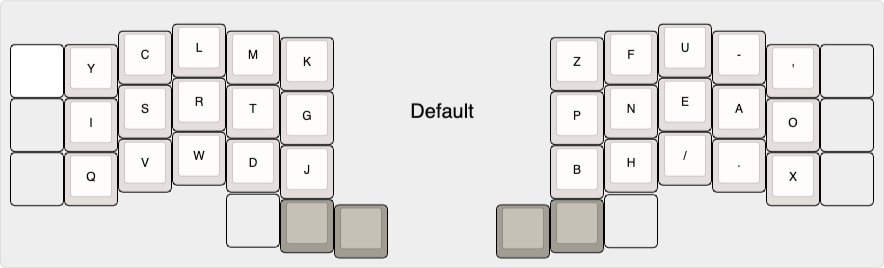 Y C L M K Z F U - '
I S R T G Default P N E A O
Q V W D J B H / . X